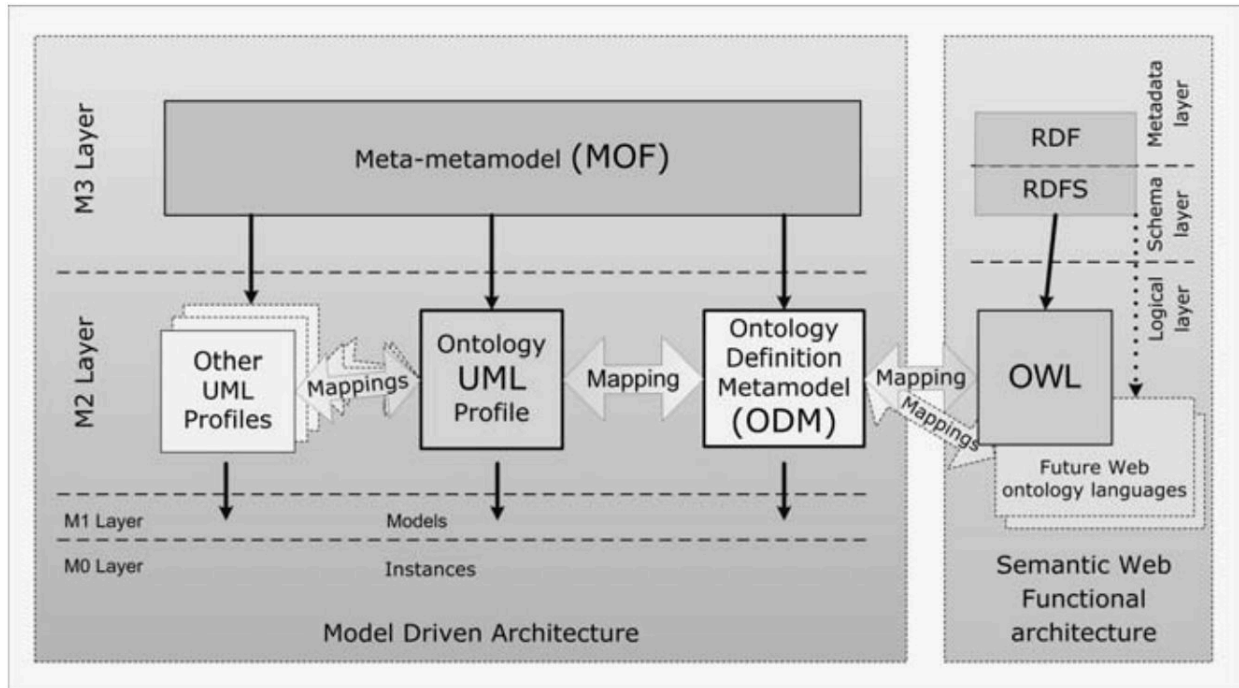 M3 Layer
Meta-metamodel (MOF)
M2 Layer
Other
UML
Profiles
Mappings
Ontology
UML
Profile
Mapping
Ontology
Definition
Metamodel
(ODM)
Mapping
Mappings
M1 Layer
Models
M0 Layer
Instances
Model Driven Architecture
RDF
RDFS
Metadata
layer
Schema
layer
Logical
layer
OWL
Future Web
ontology languages
Semantic Web
Functional
architecture